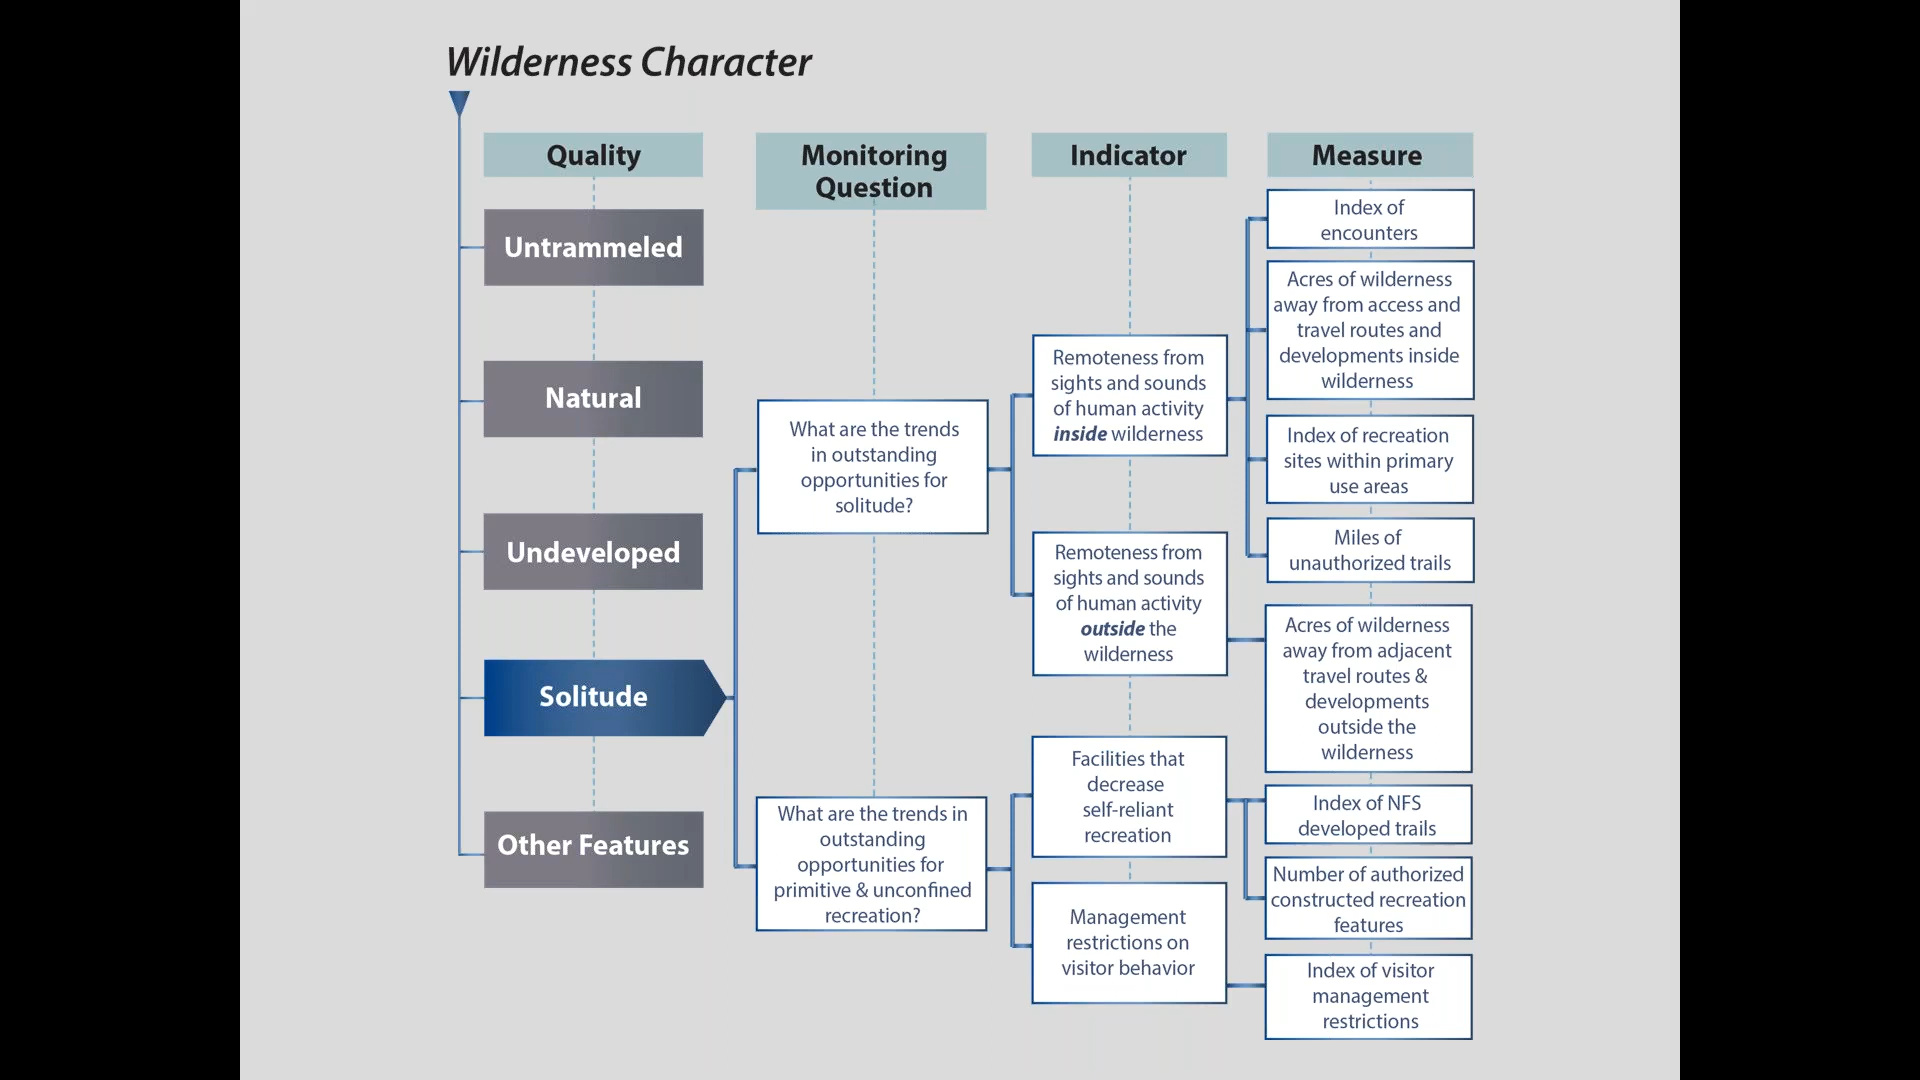 Wilderness Character
Quality
Untrammeled
Natural
Undeveloped
Solitude
Other Features
Monitoring
Question
What are the trends
in outstanding
opportunities for
solitude?
What are the trends in
outstanding
opportunities for
primitive & unconfined
recreation?
Indicator
Remoteness from
sights and sounds
of human activity
inside wilderness
Remoteness from
sights and sounds
of human activity
outside the
wilderness
Facilities that
decrease
self-reliant
recreation
Management
restrictions on
visitor behavior
Measure
Index of
encounters
Acres of wilderness
away from access and
travel routes and
developments inside
wilderness
Index of recreation
sites within primary
use areas
Miles of
unauthorized trails
Acres of wilderness
away from adjacent
travel routes &
developments
outside the
wilderness
Index of NFS
developed trails
Number of authorized
constructed recreation
features
Index of visitor
management
restrictions